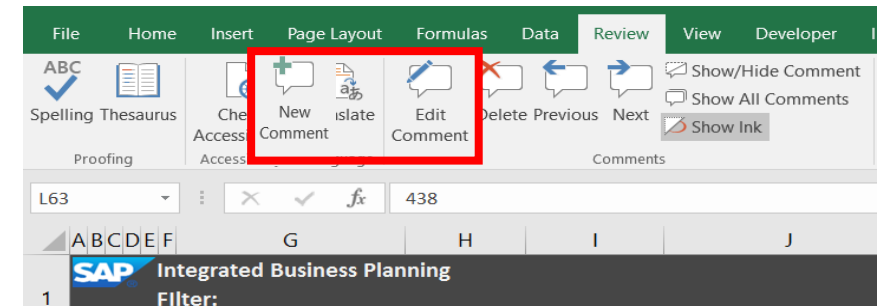 File Home Insert Page Layout Formulas Data Review View Developer
ABC
Spelling Thesaurus
New Comment
Edit Comment
Delete Previous Next
Show/Hide Comment
Show All Comments
Show Ink
Proofing Comments
L63 fx 438
A B C D E F G H I J
1 SAP Integrated Business Planning
FIlter: